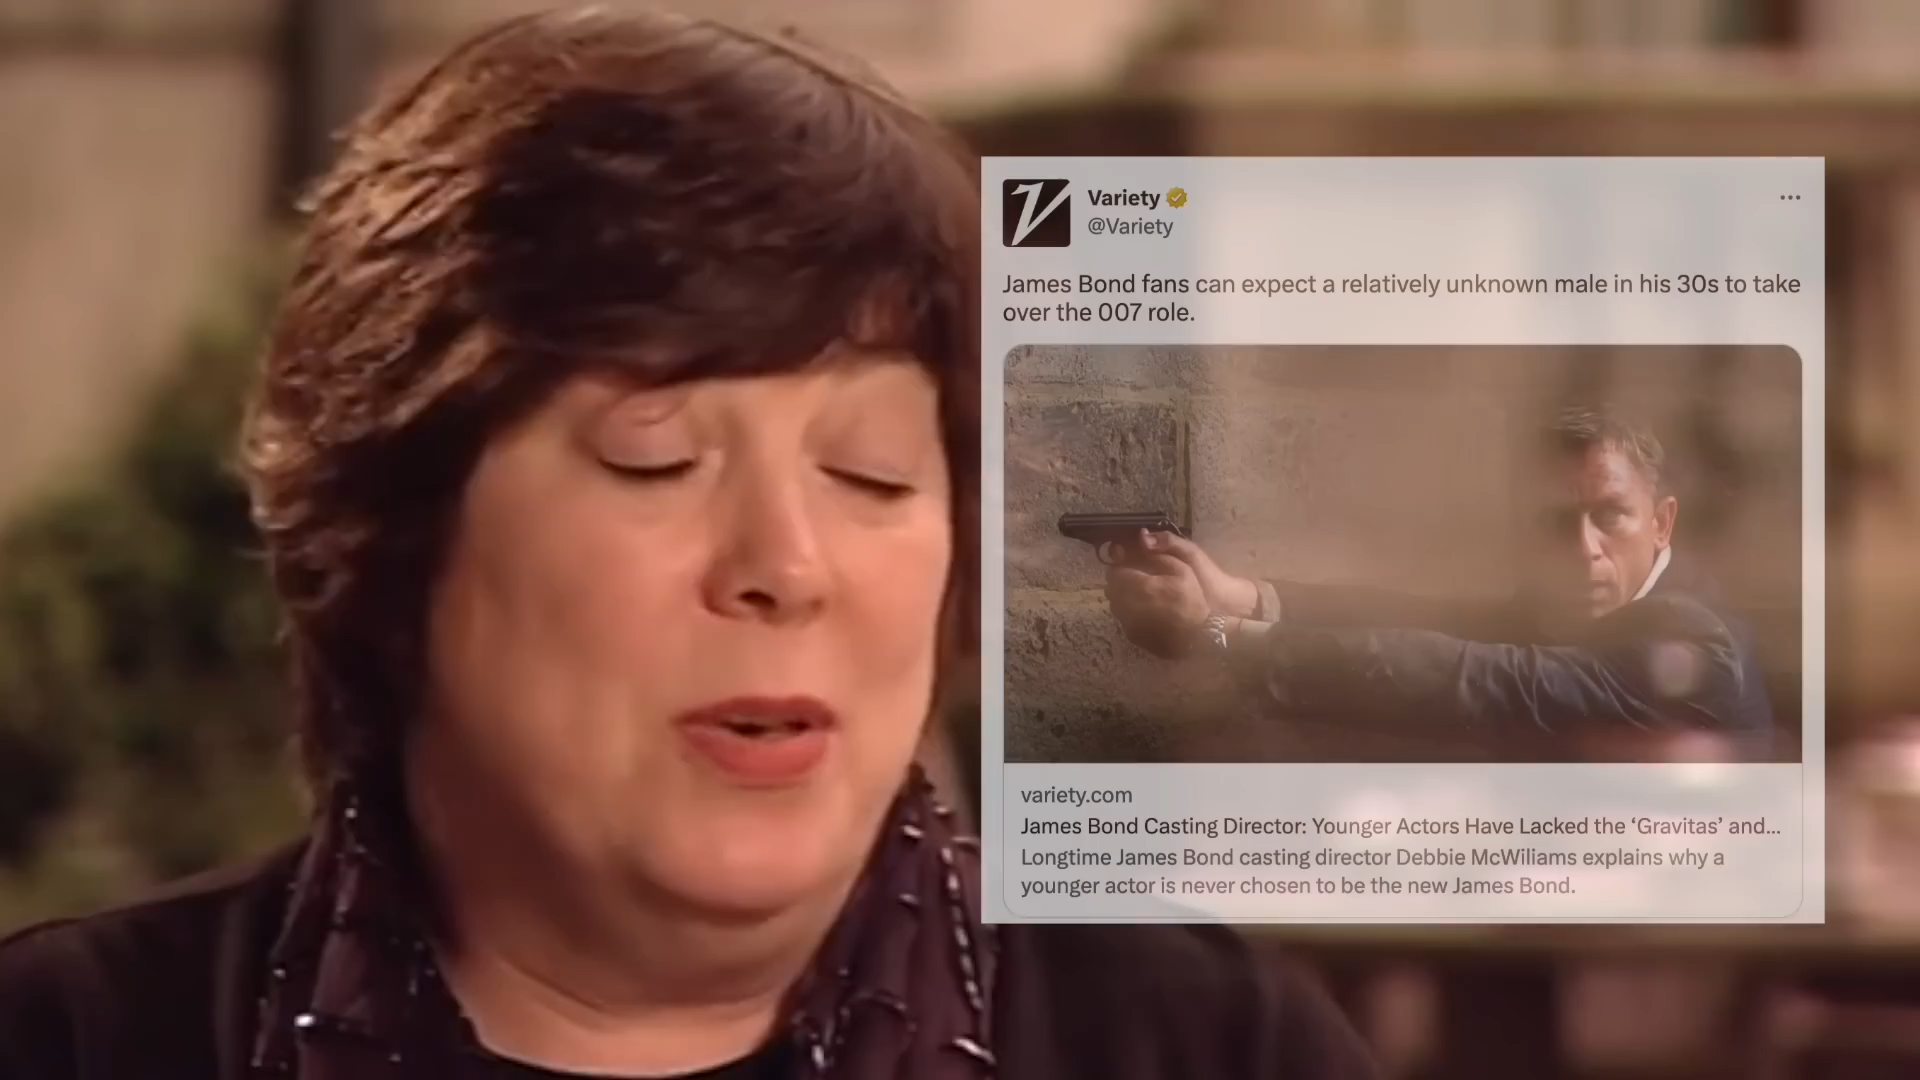 Variety
@Variety
James Bond fans can expect a relatively unknown male in his 30s to take
over the 007 role.
variety.com
James Bond Casting Director: Younger Actors Have Lacked the ‘Gravitas’ and...
Longtime James Bond casting director Debbie McWiliams explains why a
younger actor is never chosen to be the new James Bond.